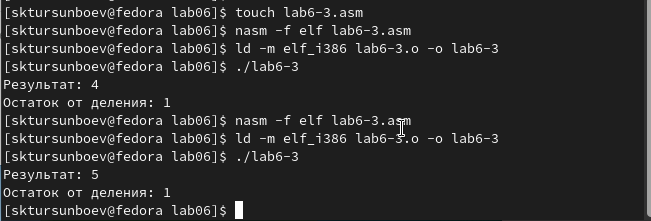 [sktursunboev@fedora lab06]$ touch lab6-3.asm
[sktursunboev@fedora lab06]$ nasm -f elf lab6-3.asm
[sktursunboev@fedora lab06]$ ld -m elf_i386 lab6-3.o -o lab6-3
[sktursunboev@fedora lab06]$ ./lab6-3
Результат: 4
Остаток от деления: 1
[sktursunboev@fedora lab06]$ nasm -f elf lab6-3.asm
[sktursunboev@fedora lab06]$ ld -m elf_i386 lab6-3.o -o lab6-3
[sktursunboev@fedora lab06]$ ./lab6-3
Результат: 5
Остаток от деления: 1
[sktursunboev@fedora lab06]$